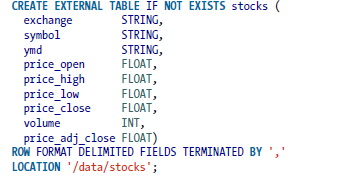 CREATE EXTERNAL TABLE IF NOT EXISTS stocks (
exchange STRING,
symbol STRING,
ymd STRING,
price_open FLOAT,
price_high FLOAT,
price_low FLOAT,
price_close FLOAT,
volume INT,
price_adj_close FLOAT)
ROW FORMAT DELIMITED FIELDS TERMINATED BY ','
LOCATION '/data/stocks';